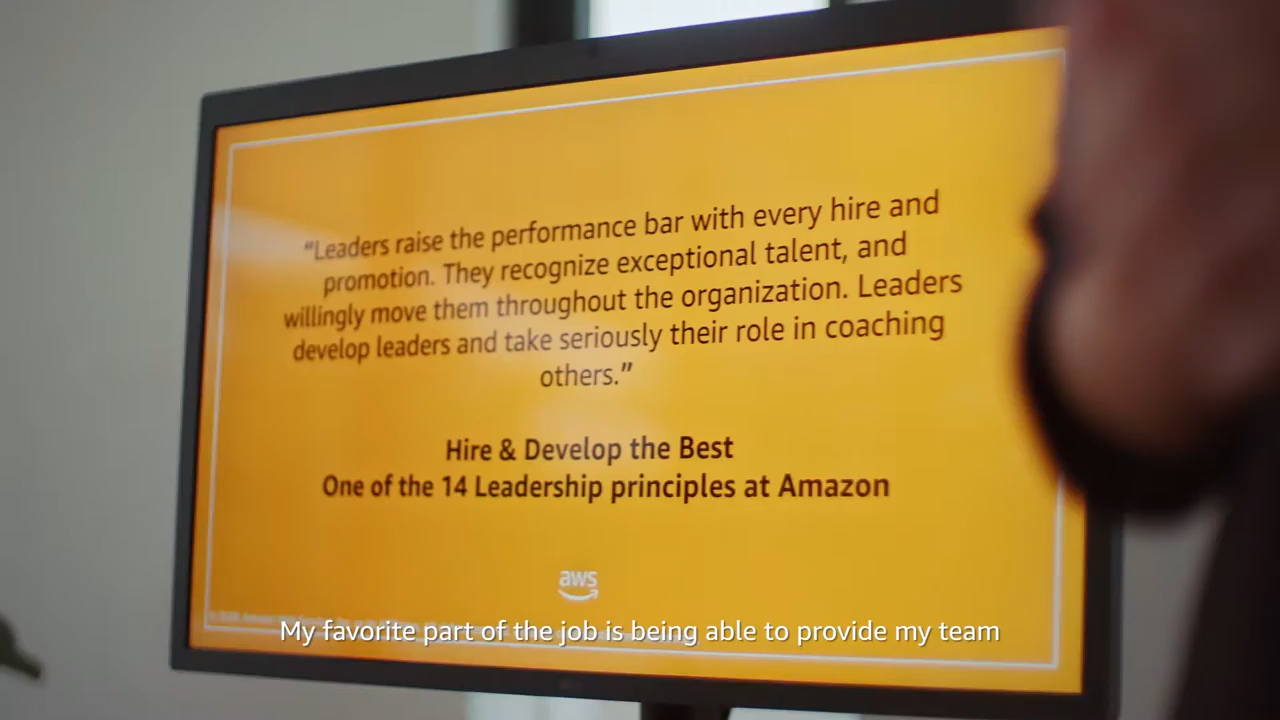 “Leaders raise the performance bar with every hire and
promotion. They recognize exceptional talent, and
willingly move them throughout the organization. Leaders
develop leaders and take seriously their role in coaching
others.”
Hire & Develop the Best
One of the 14 Leadership principles at Amazon
aws
My favorite part of the job is being able to provide my team